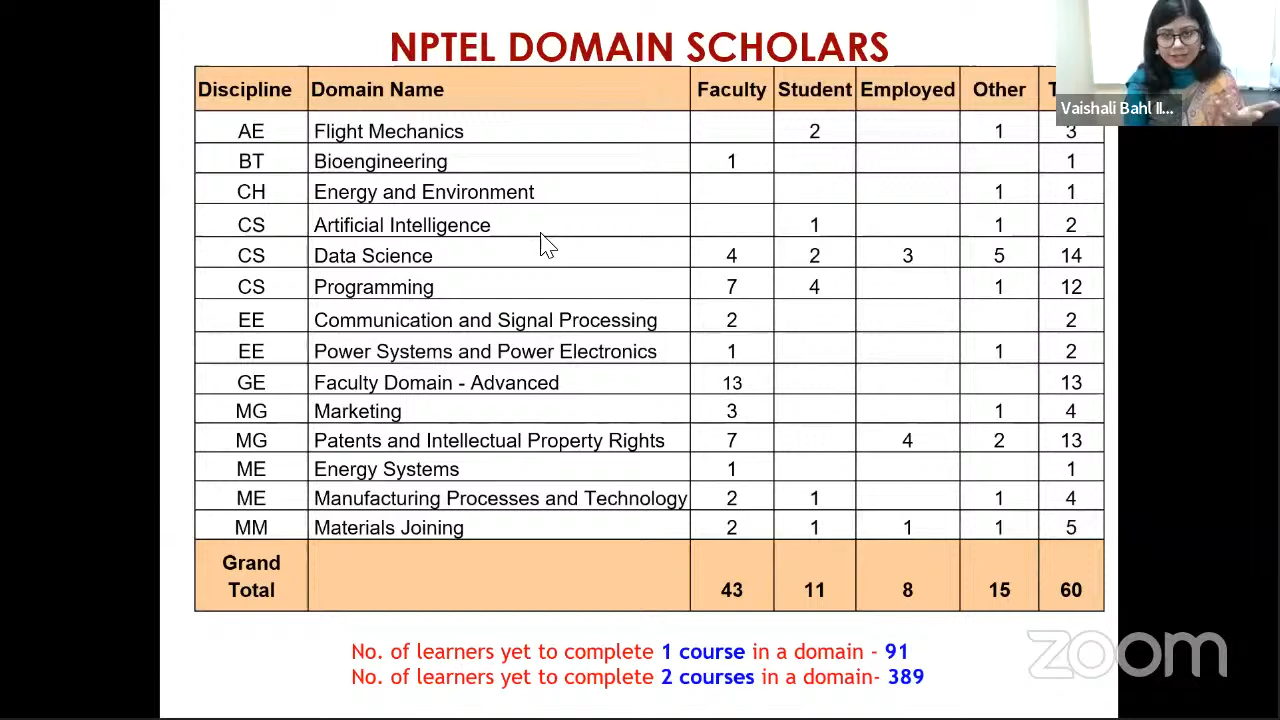 NPTEL DOMAIN SCHOLARS
Discipline Domain Name Faculty Student Employed Other
Vaishali Bahl II...
AE Flight Mechanics 2 1 3
BT Bioengineering 1 1
CH Energy and Environment 1 1
CS Artificial Intelligence 1 1 2
CS Data Science 4 2 3 5 14
CS Programming 7 4 1 12
EE Communication and Signal Processing 2 2
EE Power Systems and Power Electronics 1 1 2
GE Faculty Domain - Advanced 13 13
MG Marketing 3 1 4
MG Patents and Intellectual Property Rights 7 4 2 13
ME Energy Systems 1 1
ME Manufacturing Processes and Technology 2 1 1 4
MM Materials Joining 2 1 1 1 5
Grand
Total 43 11 8 15 60
No. of learners yet to complete 1 course in a domain - 91
No. of learners yet to complete 2 courses in a domain- 389
zoom